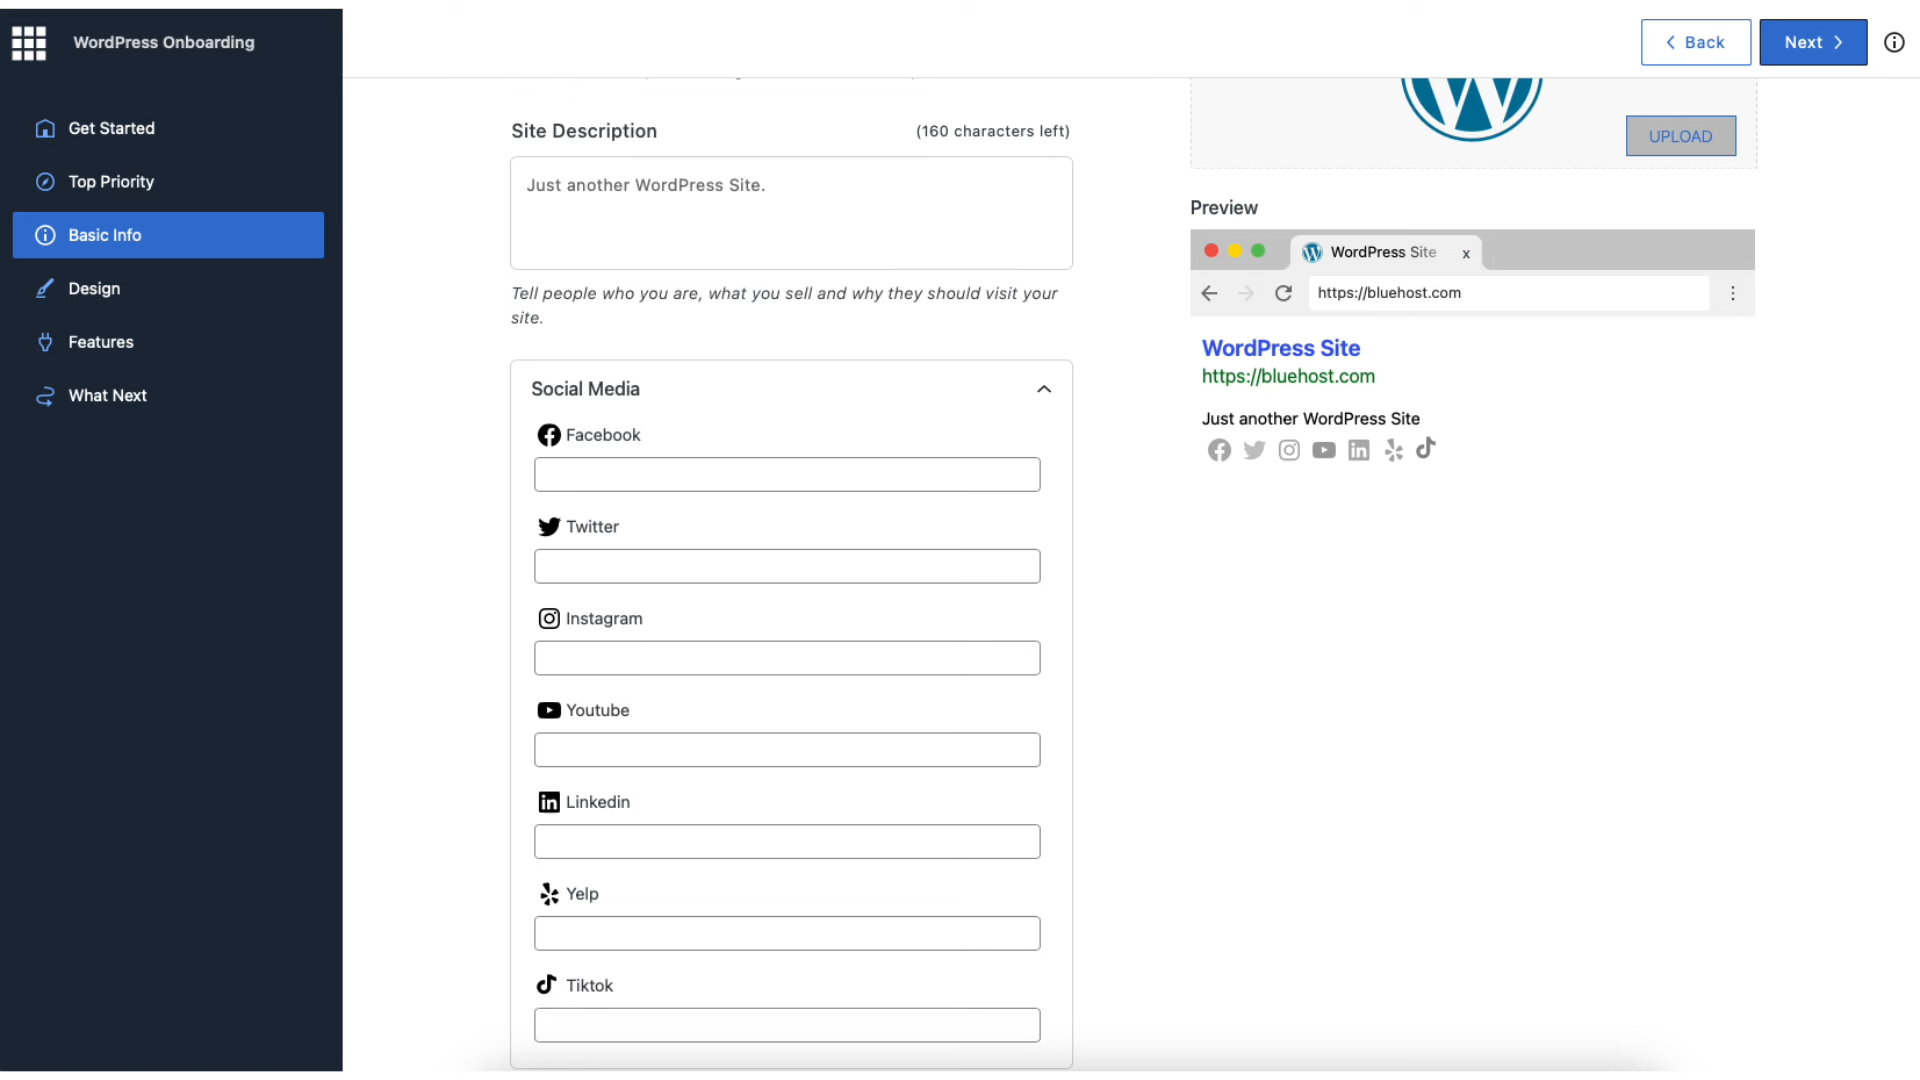 WordPress Onboarding
Back
Next
Get Started
Top Priority
Basic Info
Design
Features
What Next
Site Description
(160 characters left)
Just another WordPress Site.
Tell people who you are, what you sell and why they should visit your
site.
Social Media
Facebook
Twitter
Instagram
Youtube
Linkedin
Yelp
Tiktok
UPLOAD
Preview
WordPress Site
x
https://bluehost.com
WordPress Site
https://bluehost.com
Just another WordPress Site